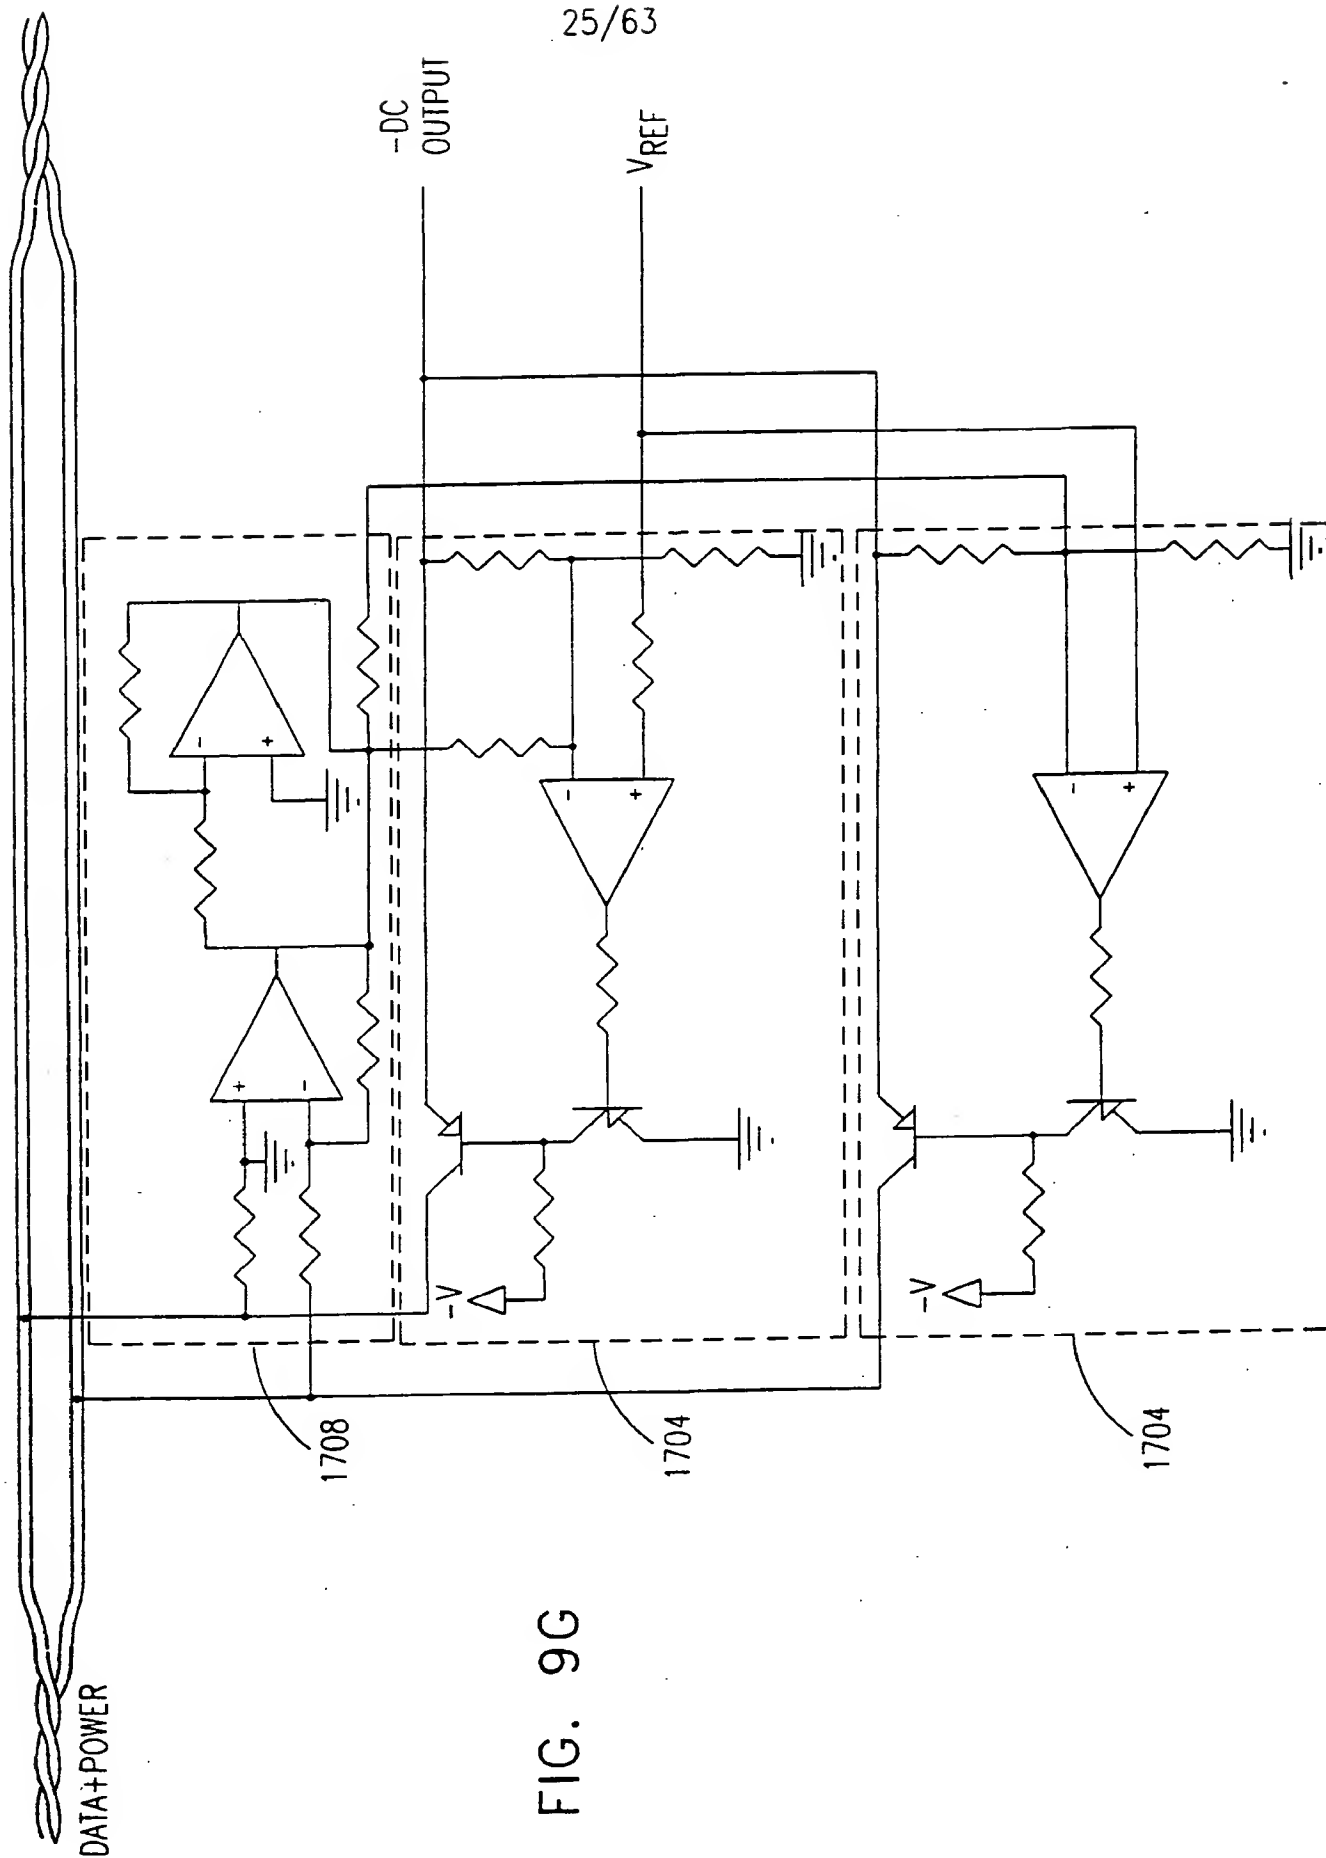 25/63
DATA+POWER
-DC
OUTPUT
VREF
-
+
+
-
1708
-
+
-V
1704
-
+
-V
1704
FIG. 9G